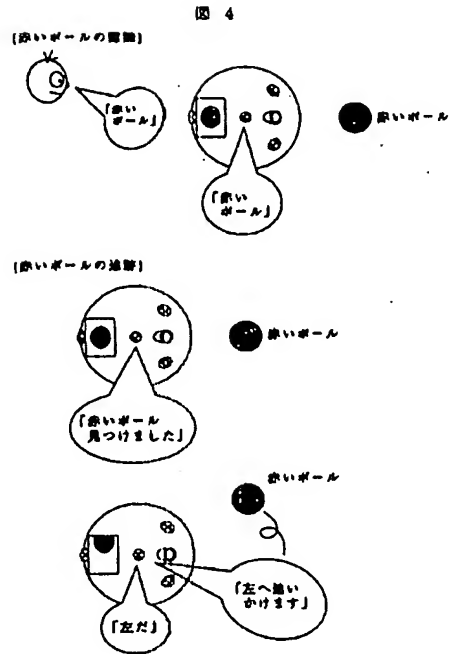 図 4
[赤いボールの認識]
「赤い
ボール」
赤いボール
「赤い
ボール」
[赤いボールの追跡]
赤いボール
「赤いボール
見つけました」
赤いボール
「左へ追い
かけます」
「左だ」